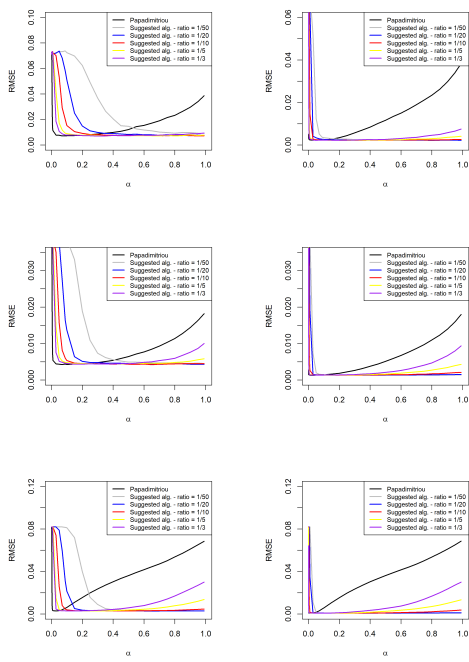 RMSE
0.10
0.08
0.06
0.04
0.02
0.00
Papadimitriou
Suggested alg. - ratio = 1/50
Suggested alg. - ratio = 1/20
Suggested alg. - ratio = 1/10
Suggested alg. - ratio = 1/5
Suggested alg. - ratio = 1/3
0.0 0.2 0.4 0.6 0.8 1.0
α
RMSE
0.06
0.04
0.02
0.00
Papadimitriou
Suggested alg. - ratio = 1/50
Suggested alg. - ratio = 1/20
Suggested alg. - ratio = 1/10
Suggested alg. - ratio = 1/5
Suggested alg. - ratio = 1/3
0.0 0.2 0.4 0.6 0.8 1.0
α
RMSE
0.030
0.020
0.010
0.000
Papadimitriou
Suggested alg. - ratio = 1/50
Suggested alg. - ratio = 1/20
Suggested alg. - ratio = 1/10
Suggested alg. - ratio = 1/5
Suggested alg. - ratio = 1/3
0.0 0.2 0.4 0.6 0.8 1.0
α
RMSE
0.030
0.020
0.010
0.000
Papadimitriou
Suggested alg. - ratio = 1/50
Suggested alg. - ratio = 1/20
Suggested alg. - ratio = 1/10
Suggested alg. - ratio = 1/5
Suggested alg. - ratio = 1/3
0.0 0.2 0.4 0.6 0.8 1.0
α
RMSE
0.12
0.08
0.04
0.00
Papadimitriou
Suggested alg. - ratio = 1/50
Suggested alg. - ratio = 1/20
Suggested alg. - ratio = 1/10
Suggested alg. - ratio = 1/5
Suggested alg. - ratio = 1/3
0.0 0.2 0.4 0.6 0.8 1.0
α
RMSE
0.12
0.08
0.04
0.00
Papadimitriou
Suggested alg. - ratio = 1/50
Suggested alg. - ratio = 1/20
Suggested alg. - ratio = 1/10
Suggested alg. - ratio = 1/5
Suggested alg. - ratio = 1/3
0.0 0.2 0.4 0.6 0.8 1.0
α